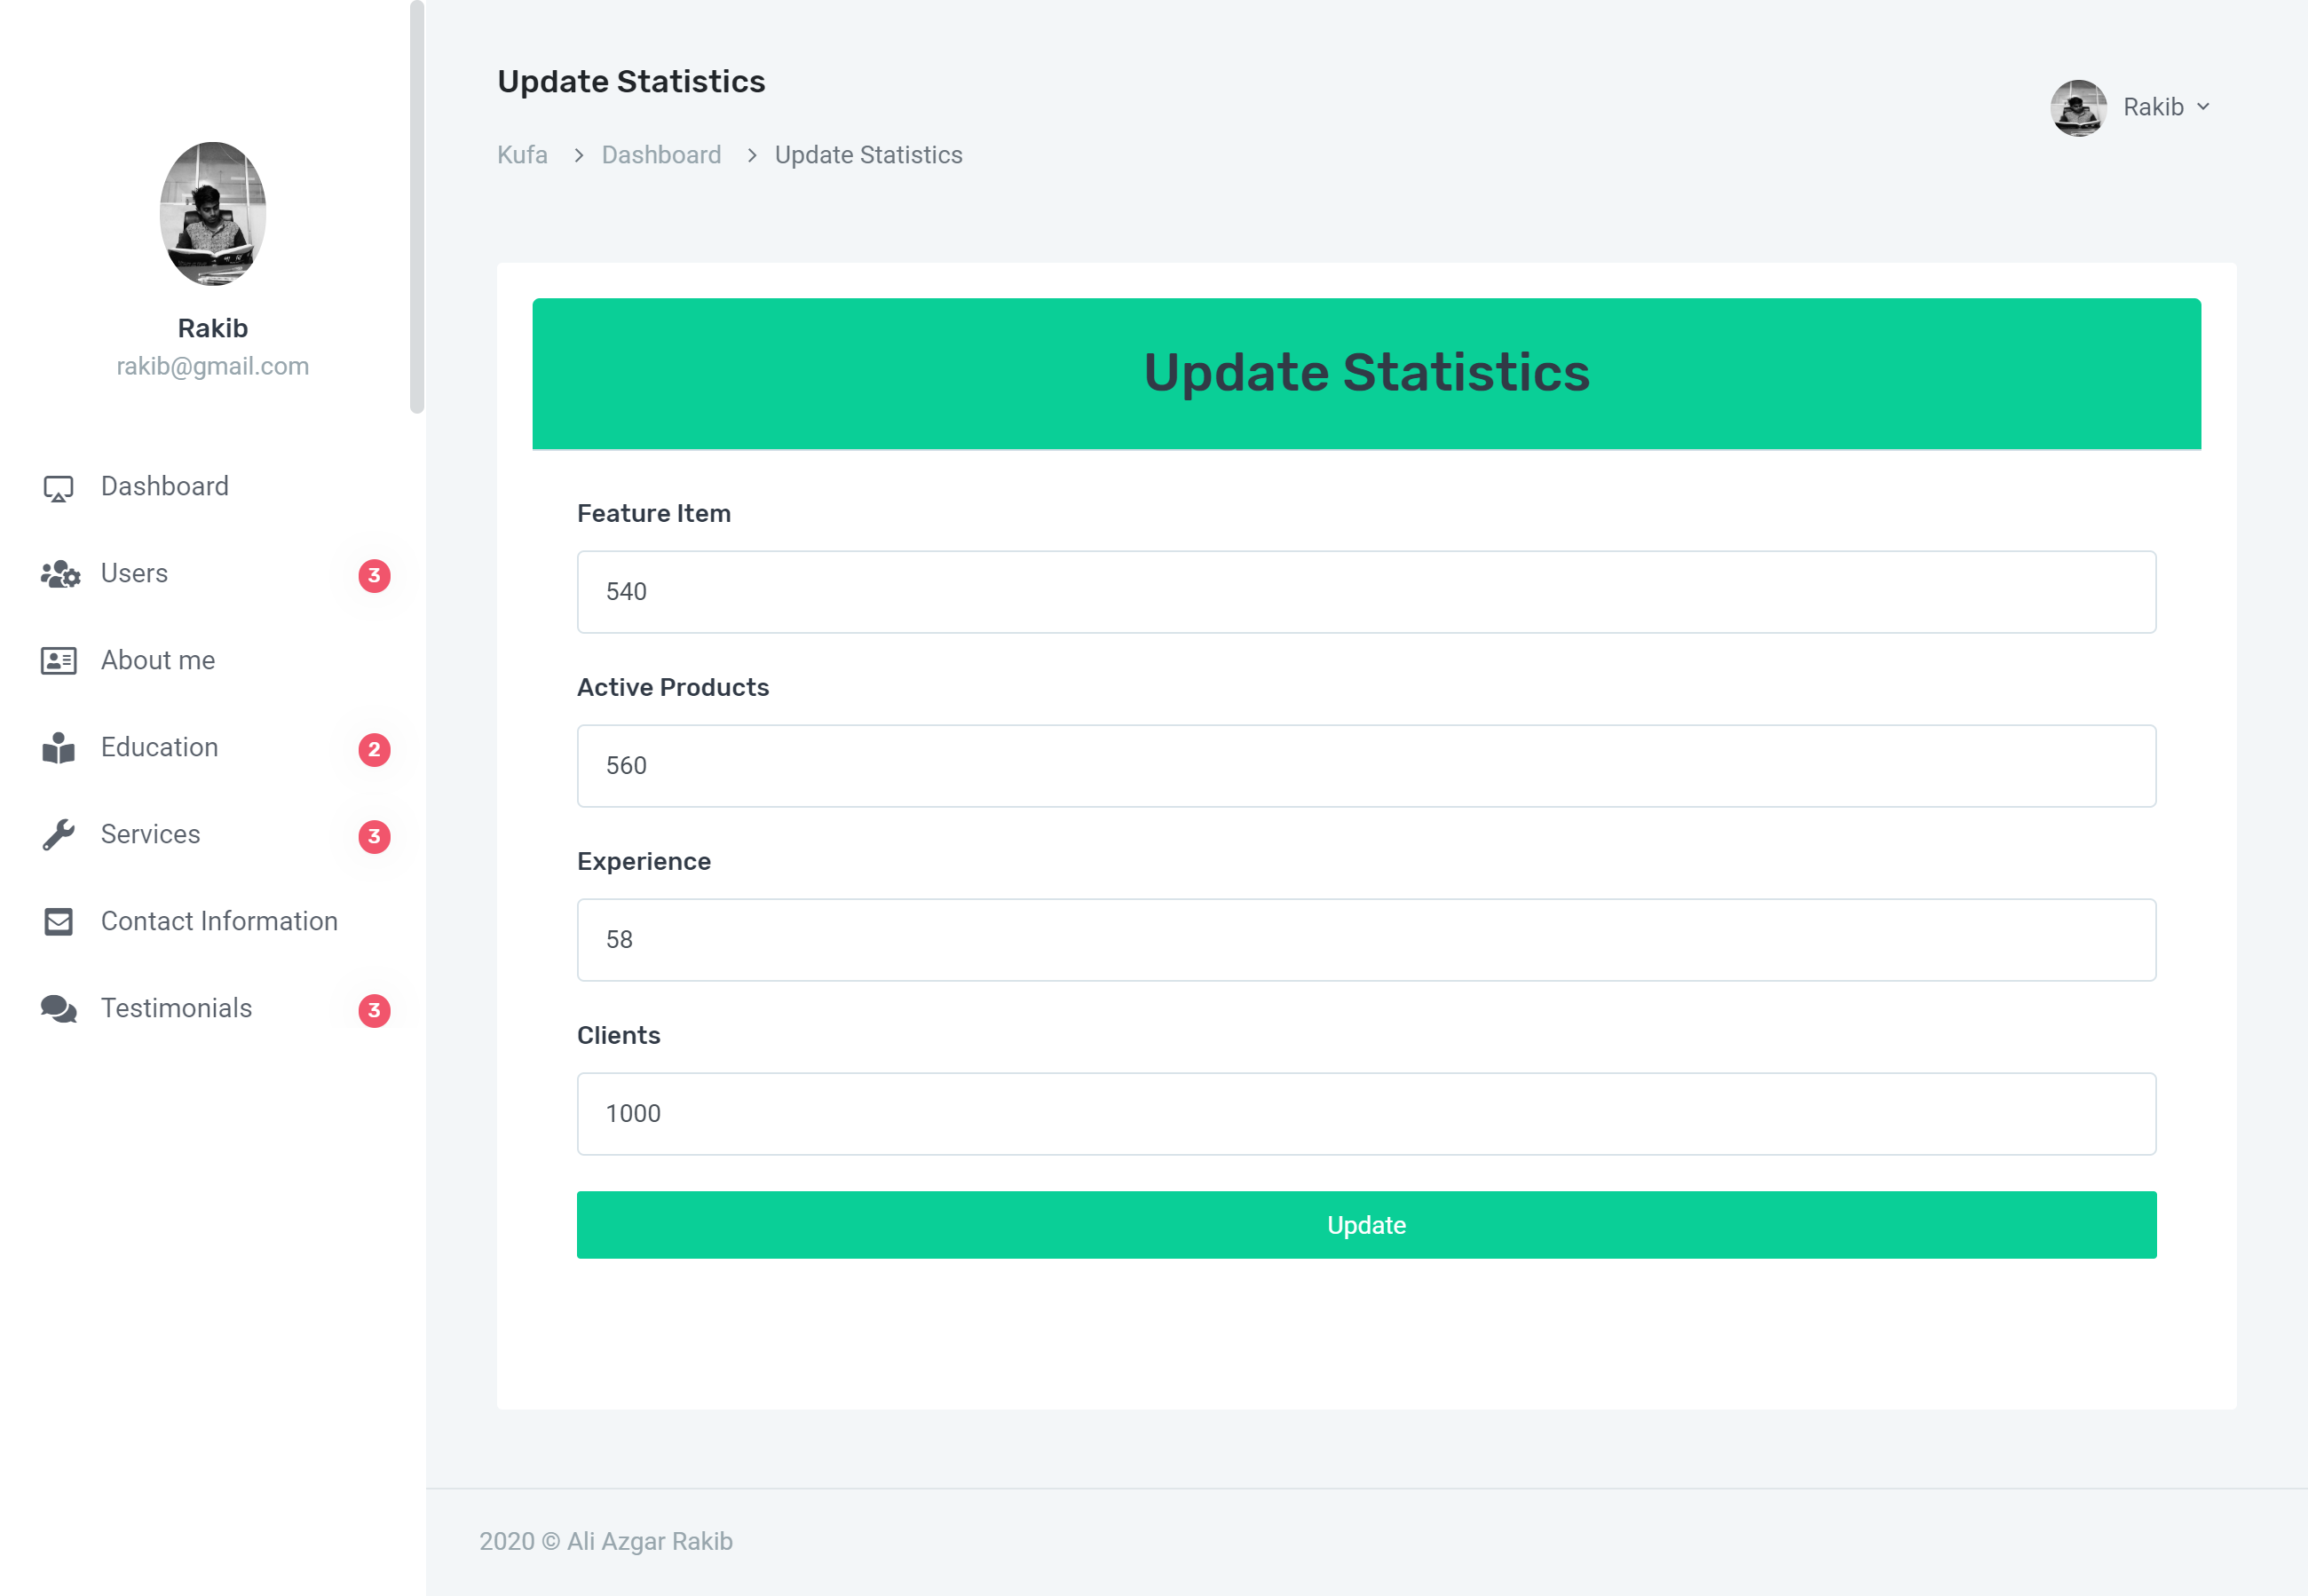 Rakib
rakib@gmail.com
Dashboard
Users 3
About me
Education 2
Services 3
Contact Information
Testimonials 3
Update Statistics
Kufa > Dashboard > Update Statistics
Rakib
Update Statistics
Feature Item
540
Active Products
560
Experience
58
Clients
1000
Update
2020 © Ali Azgar Rakib